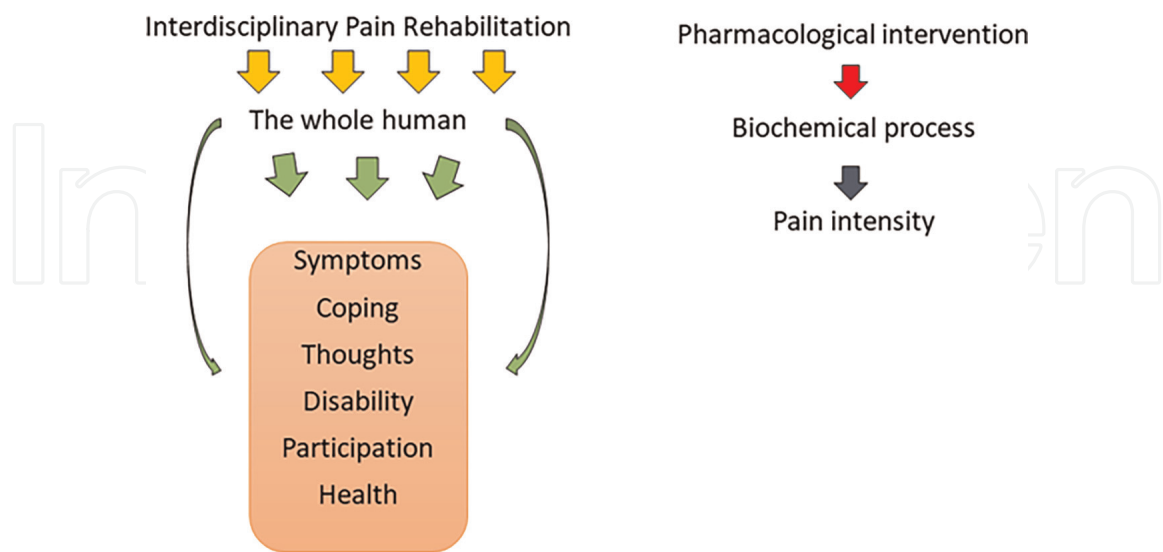 Interdisciplinary Pain Rehabilitation
The whole human
Symptoms
Coping
Thoughts
Disability
Participation
Health
Pharmacological intervention
Biochemical process
Pain intensity